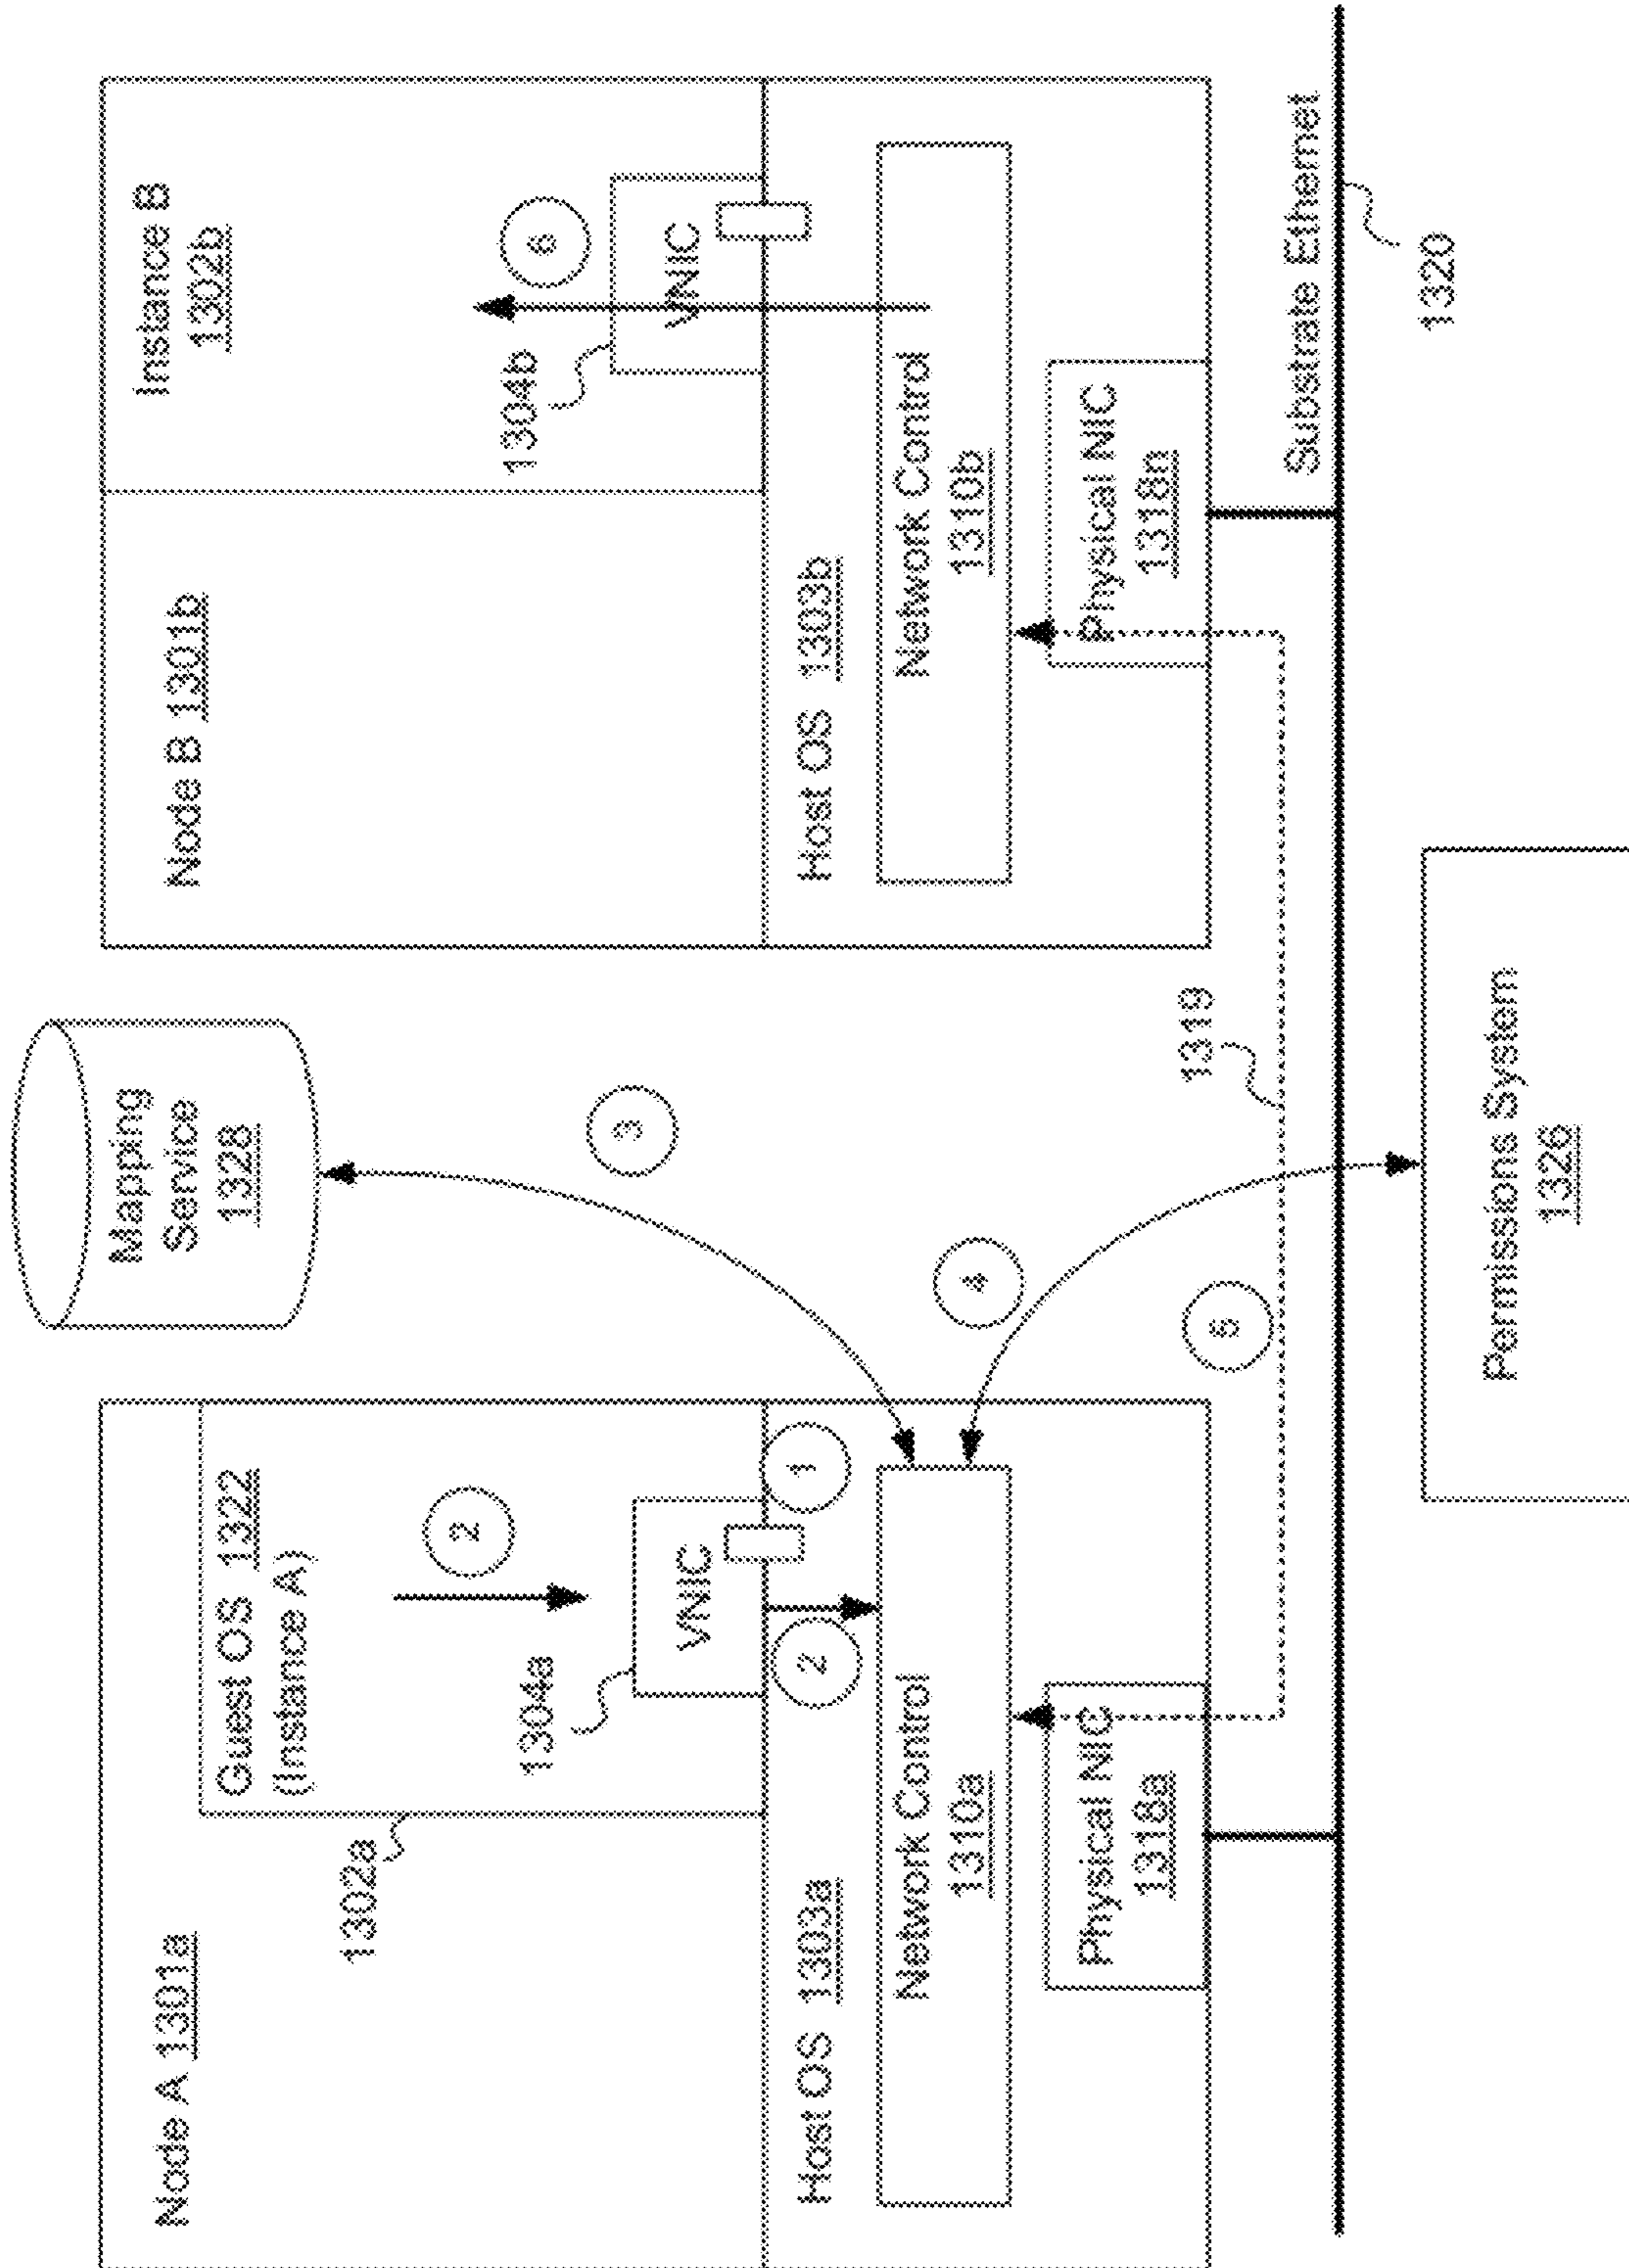 Node A 1301a
Guest OS 1322
(Instance A)
1302a
2
1304a
VNIC
1
2
Host OS 1303a
Network Control
1310a
Physical NIC
1318a
Mapping
Service
1328
3
4
5
1319
Node B 1301b
Instance B
1302b
6
1304b
VNIC
Host OS 1303b
Network Control
1310b
Physical NIC
1318n
Substrate Ethernet
1320
Permissions System
1326